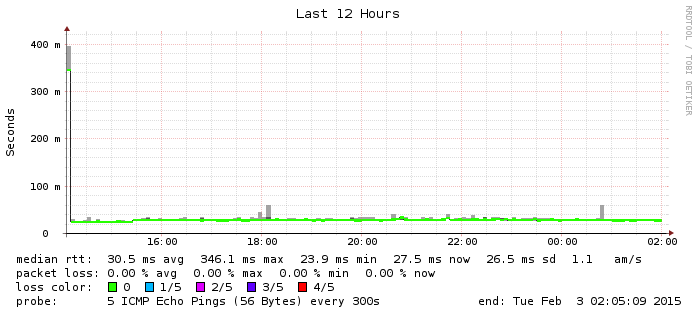 Last 12 Hours
RRDTOOL / TOBI OETIKER
Seconds
400 m
300 m
200 m
100 m
0
16:00 18:00 20:00 22:00 00:00 02:00
median rtt: 30.5 ms avg 346.1 ms max 23.9 ms min 27.5 ms now 26.5 ms sd 1.1 am/s
packet loss: 0.00 % avg 0.00 % max 0.00 % min 0.00 % now
loss color: 0 1/5 2/5 3/5 4/5
probe: 5 ICMP Echo Pings (56 Bytes) every 300s end: Tue Feb 3 02:05:09 2015